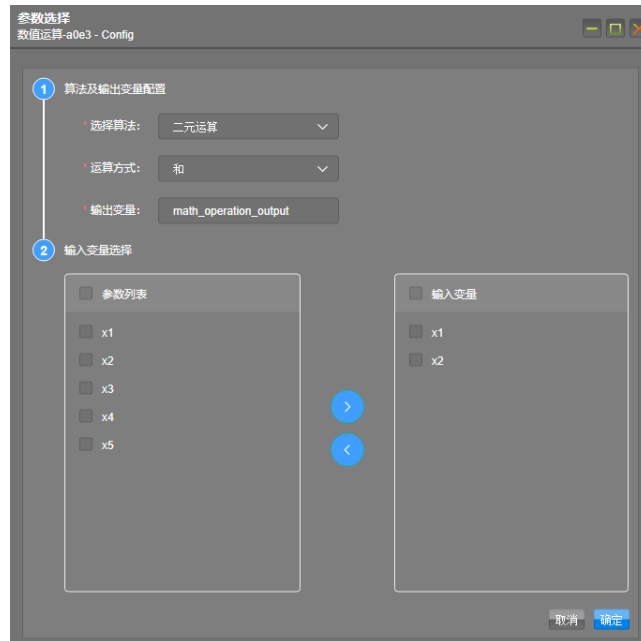 参数选择
数值运算-a0e3 - Config
1 算法及输出变量配置
*选择算法: 二元运算
*运算方式: 和
*输出变量: math_operation_output
2 输入变量选择
参数列表 输入变量
x1 x1
x2 x2
x3
x4
x5
取消 确定